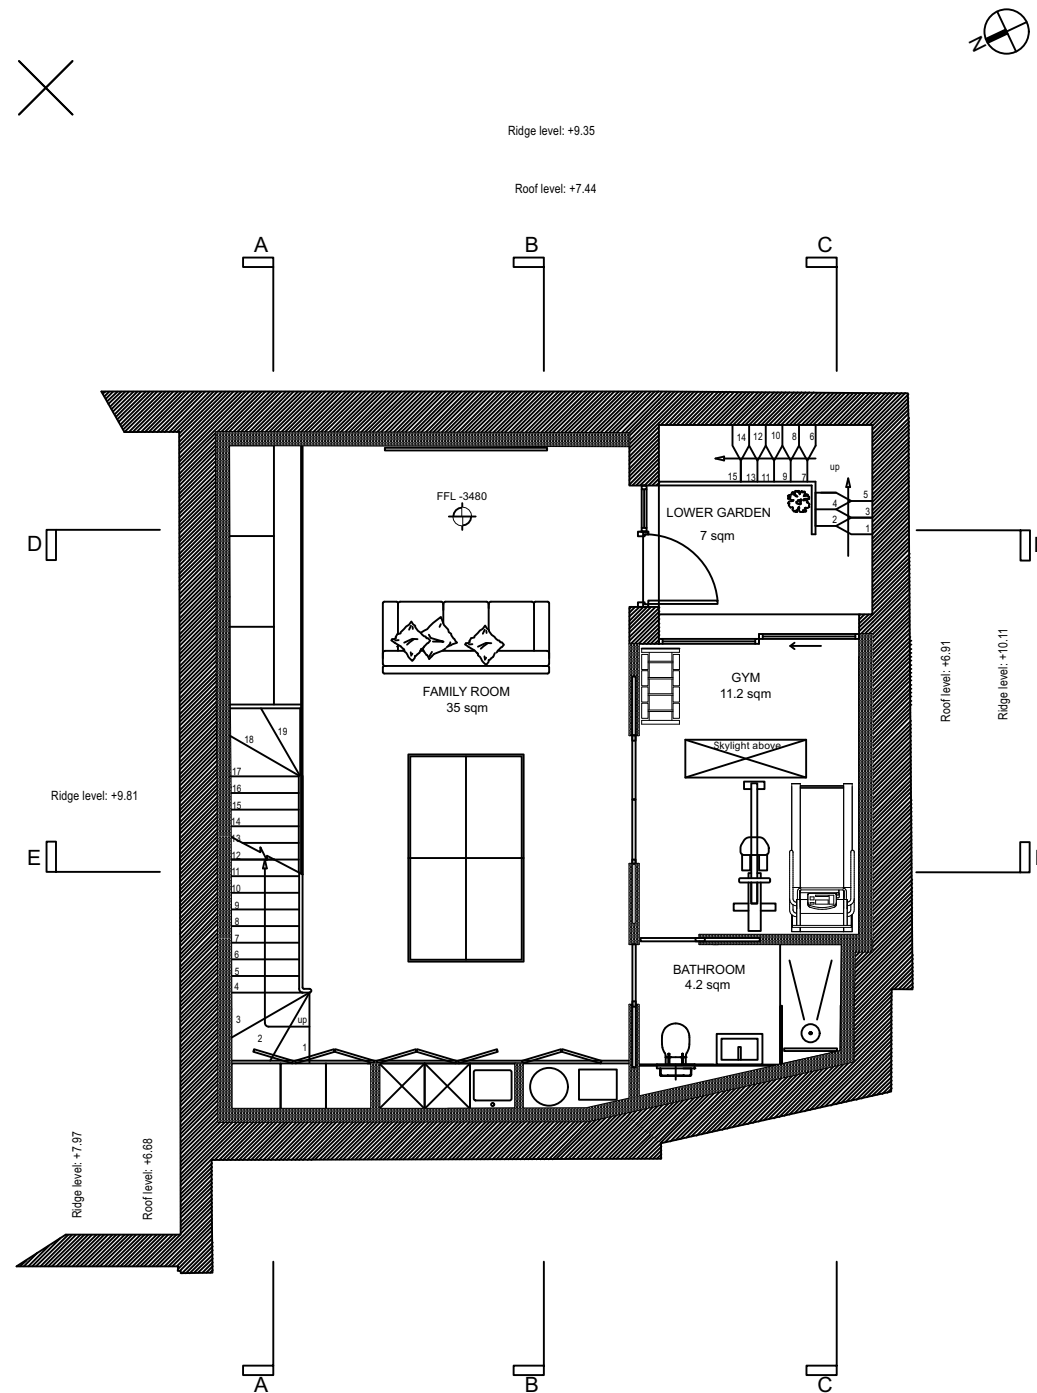 N
Ridge level: +9.35
Roof level: +7.44
A
B
C
14
12
10
8
6
15
13
11
9
7
up
5
4
3
2
1
FFL -3480
LOWER GARDEN
7 sqm
D
Roof level: +6.91
Ridge level: +10.11
GYM
11.2 sqm
FAMILY ROOM
35 sqm
Skylight above
19
18
17
16
15
14
13
12
11
10
9
8
7
6
5
4
3
2
1
up
Ridge level: +9.81
E
BATHROOM
4.2 sqm
Ridge level: +7.97
Roof level: +6.68
A
B
C